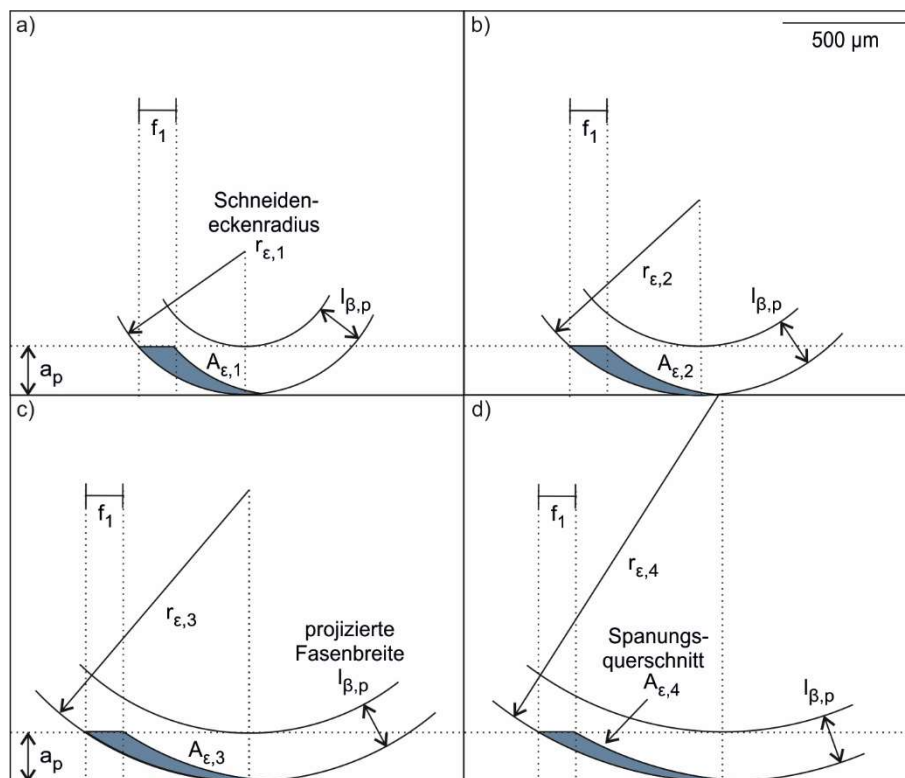 a)
f₁
Schneiden-
eckenradius
rε,1
lβ,p
Aε,1
aₚ
b)
500 µm
f₁
rε,2
lβ,p
Aε,2
c)
f₁
rε,3
projizierte
Fasenbreite
lβ,p
Aε,3
aₚ
d)
f₁
rε,4
Spanungs-
querschnitt
Aε,4
lβ,p